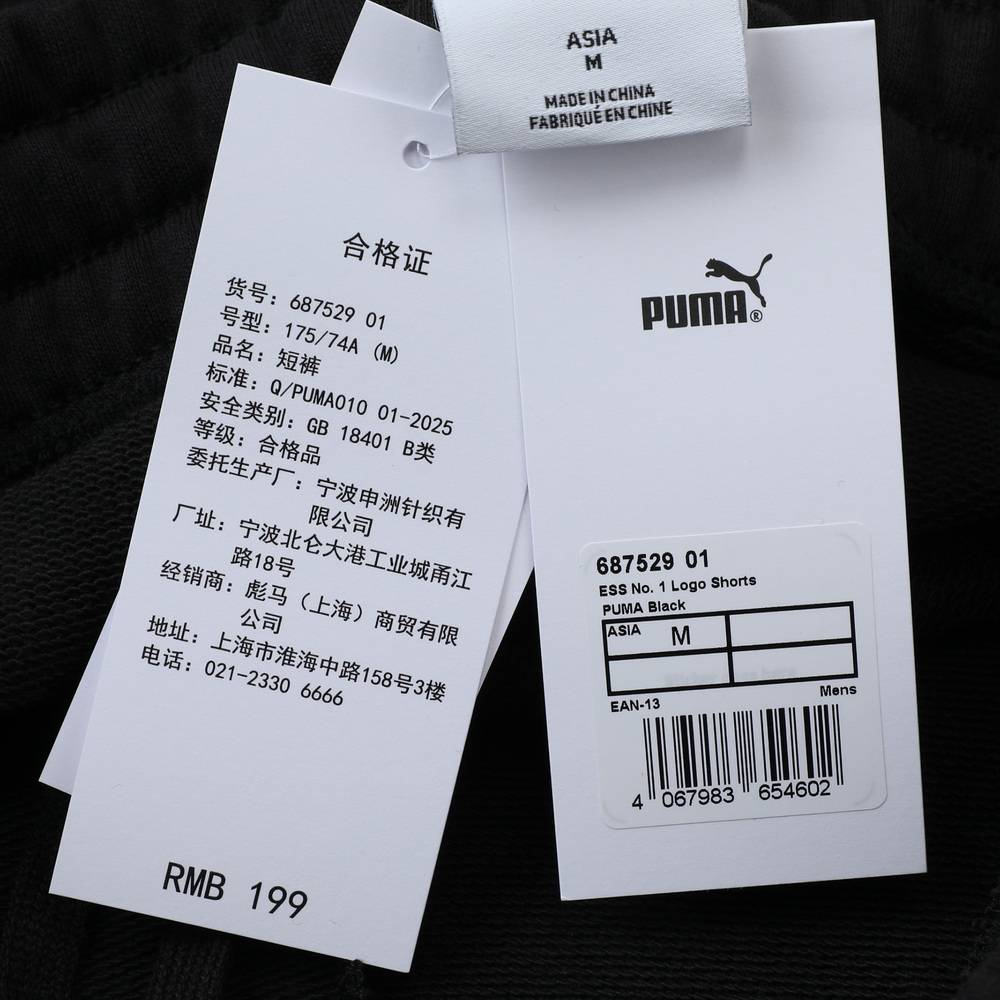 ASIA
M
MADE IN CHINA
FABRIQUÉ EN CHINE
合格证
货号: 687529 01
号型: 175/74A (M)
品名: 短裤
标准: Q/PUMA010 01-2025
安全类别: GB 18401 B类
等级: 合格品
委托生产厂: 宁波申洲针织有
限公司
厂址: 宁波北仑大港工业城甬江
路18号
经销商: 彪马（上海）商贸有限
公司
地址: 上海市淮海中路158号3楼
电话: 021-2330 6666
RMB 199
PUMA®
687529 01
ESS No. 1 Logo Shorts
PUMA Black
ASIA M
EAN-13 Mens
4 067983 654602